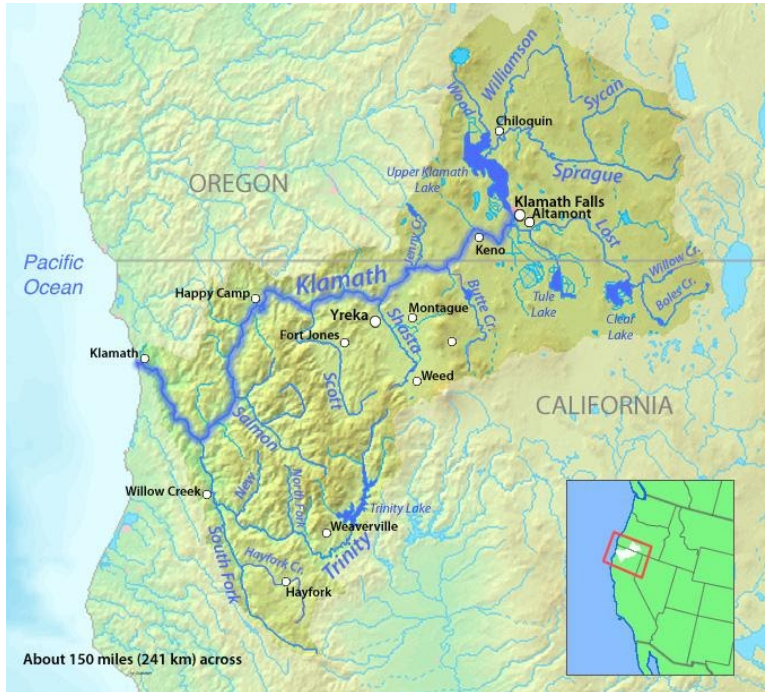 Williamson
Wood
Sycan
Chiloquin
Sprague
Upper Klamath
Lake
OREGON
Klamath Falls
Altamont
Lost
Jenny Cr.
Keno
Pacific
Ocean
Klamath
Willow Cr.
Boles Cr.
Happy Camp
Butte Cr.
Tule
Lake
Clear
Lake
Yreka
Montague
Shasta
Fort Jones
Klamath
Scott
Weed
CALIFORNIA
Salmon
New
North Fork
Willow Creek
Trinity Lake
Weaverville
Trinity
South Fork
Hayfork Cr.
Hayfork
About 150 miles (241 km) across